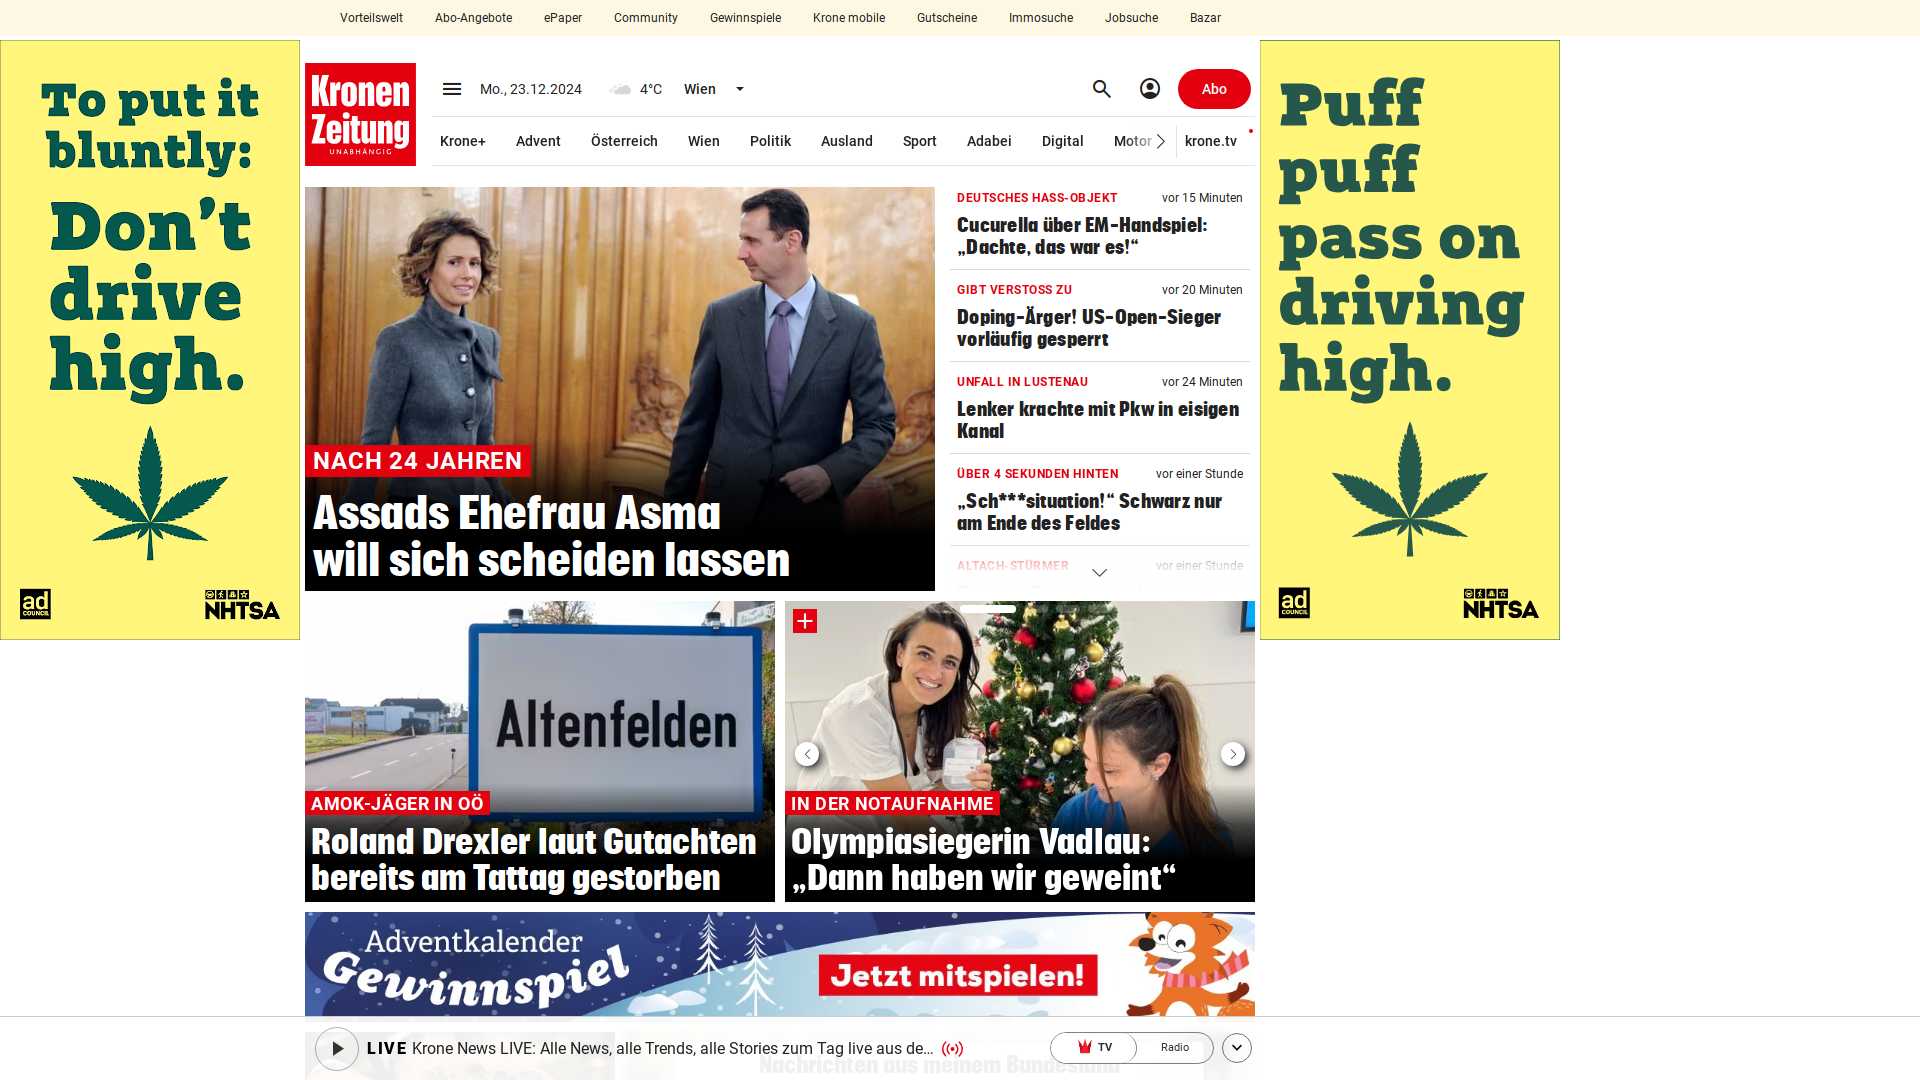 Vorteilswelt
Abo-Angebote
ePaper
Community
Gewinnspiele
Krone mobile
Gutscheine
Immosuche
Jobsuche
Bazar
To put it
bluntly:
Don't
drive
high.
ad
COUNCIL
NHTSA
Kronen
Zeitung
UNABHÄNGIG
Mo., 23.12.2024
4°C
Wien
Abo
Krone+
Advent
Österreich
Wien
Politik
Ausland
Sport
Adabei
Digital
Motor
krone.tv
NACH 24 JAHREN
Assads Ehefrau Asma
will sich scheiden lassen
DEUTSCHES HASS-OBJEKT
vor 15 Minuten
Cucurella über EM-Handspiel:
„Dachte, das war es!“
GIBT VERSTOSS ZU
vor 20 Minuten
Doping-Ärger! US-Open-Sieger
vorläufig gesperrt
UNFALL IN LUSTENAU
vor 24 Minuten
Lenker krachte mit Pkw in eisigen
Kanal
ÜBER 4 SEKUNDEN HINTEN
vor einer Stunde
„Sch***situation!“ Schwarz nur
am Ende des Feldes
ALTACH-STÜRMER
vor einer Stunde
Altenfelden
AMOK-JÄGER IN OÖ
Roland Drexler laut Gutachten
bereits am Tattag gestorben
IN DER NOTAUFNAHME
Olympiasiegerin Vadlau:
„Dann haben wir geweint“
Adventkalender
Gewinnspiel
Jetzt mitspielen!
LIVE Krone News LIVE: Alle News, alle Trends, alle Stories zum Tag live aus de…
TV
Radio
Nachrichten aus meinem Bundesland
Puff
puff
pass on
driving
high.
ad
COUNCIL
NHTSA